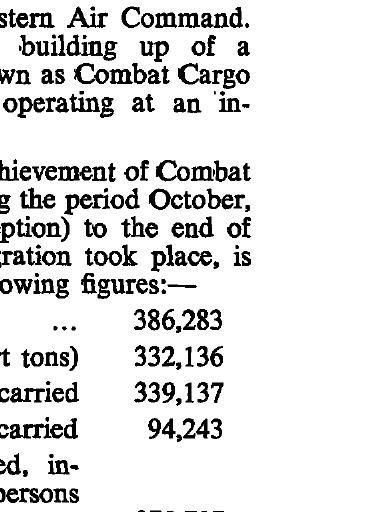 stern Air Command.
building up of a
wn as Combat Cargo
operating at an in-
hievement of Combat
g the period October,
ption) to the end of
ration took place, is
owing figures:—
... 386,283
t tons) 332,136
carried 339,137
carried 94,243
ed, in-
persons